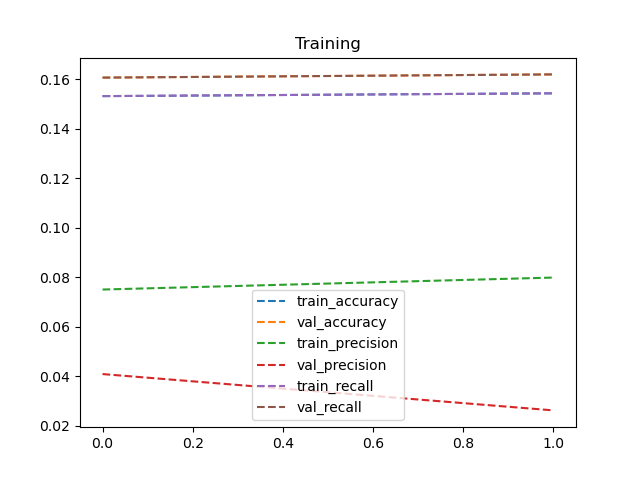 Training
0.16
0.14
0.12
0.10
0.08
0.06
0.04
0.02
train_accuracy
val_accuracy
train_precision
val_precision
train_recall
val_recall
0.0 0.2 0.4 0.6 0.8 1.0